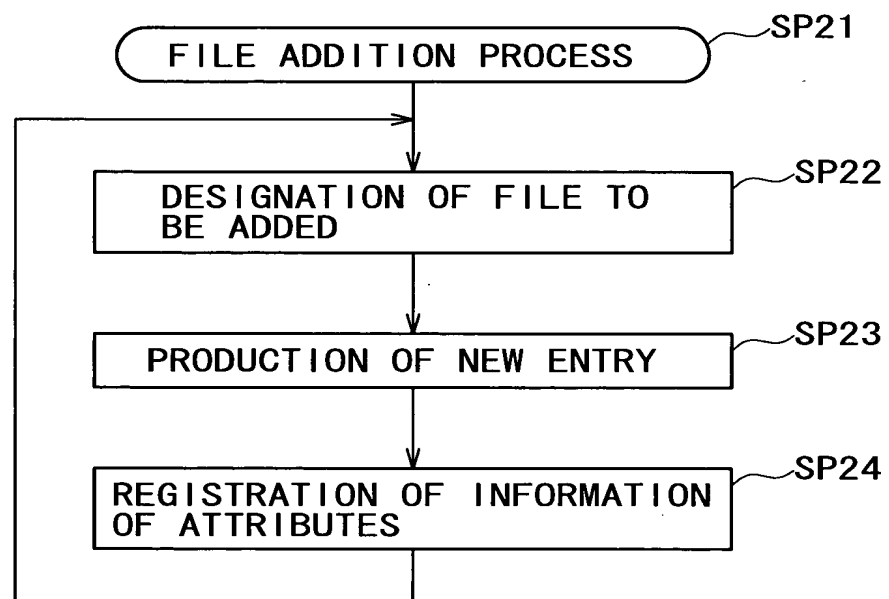 SP21
FILE ADDITION PROCESS
SP22
DESIGNATION OF FILE TO
BE ADDED
SP23
PRODUCTION OF NEW ENTRY
SP24
REGISTRATION OF INFORMATION
OF ATTRIBUTES